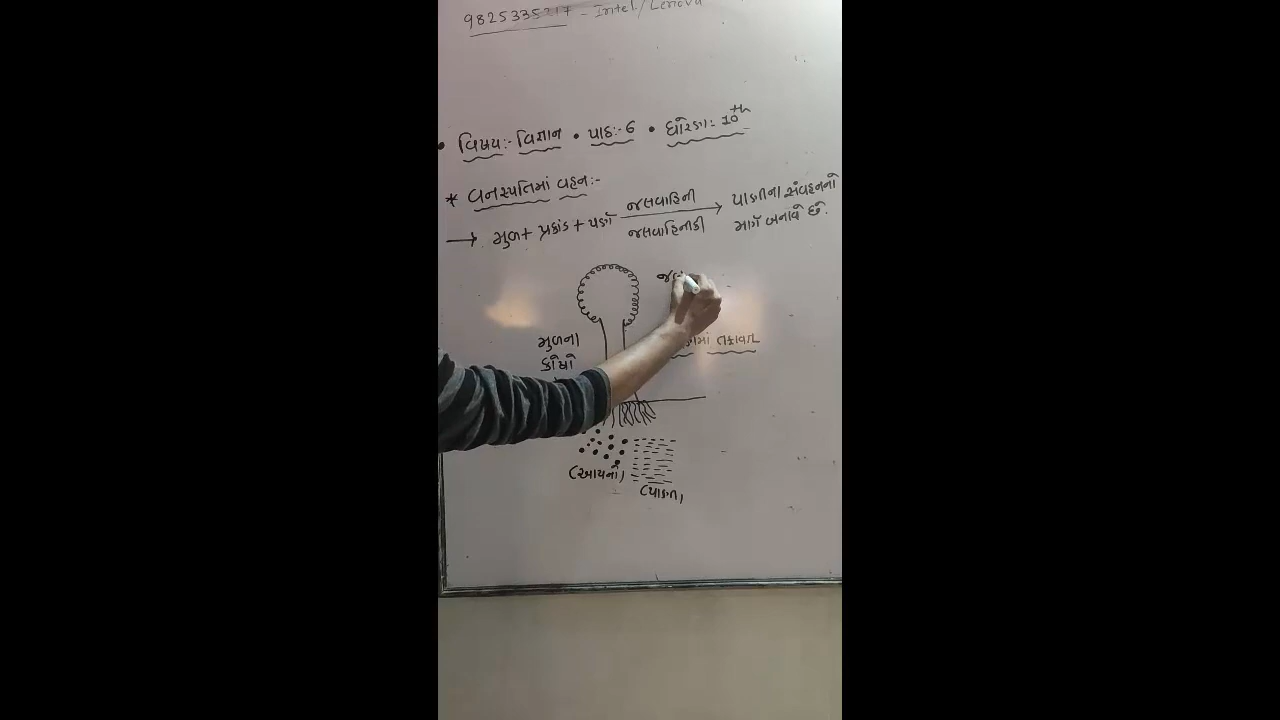 - Intel/Lenovo
• વિષય:- વિજ્ઞાન • પાઠ:- 6 • ધોરણ: 10th
* વનસ્પતિમાં વહન:-
→ મુળ + પ્રકાંડ + પર્ણો જલવાહિની → પાણીના સંવહનનો
જલવાહિનીકી માર્ગ બનાવે છે.
મુળના
કોષો
તફાવત
(આયનો)
(પાણી)